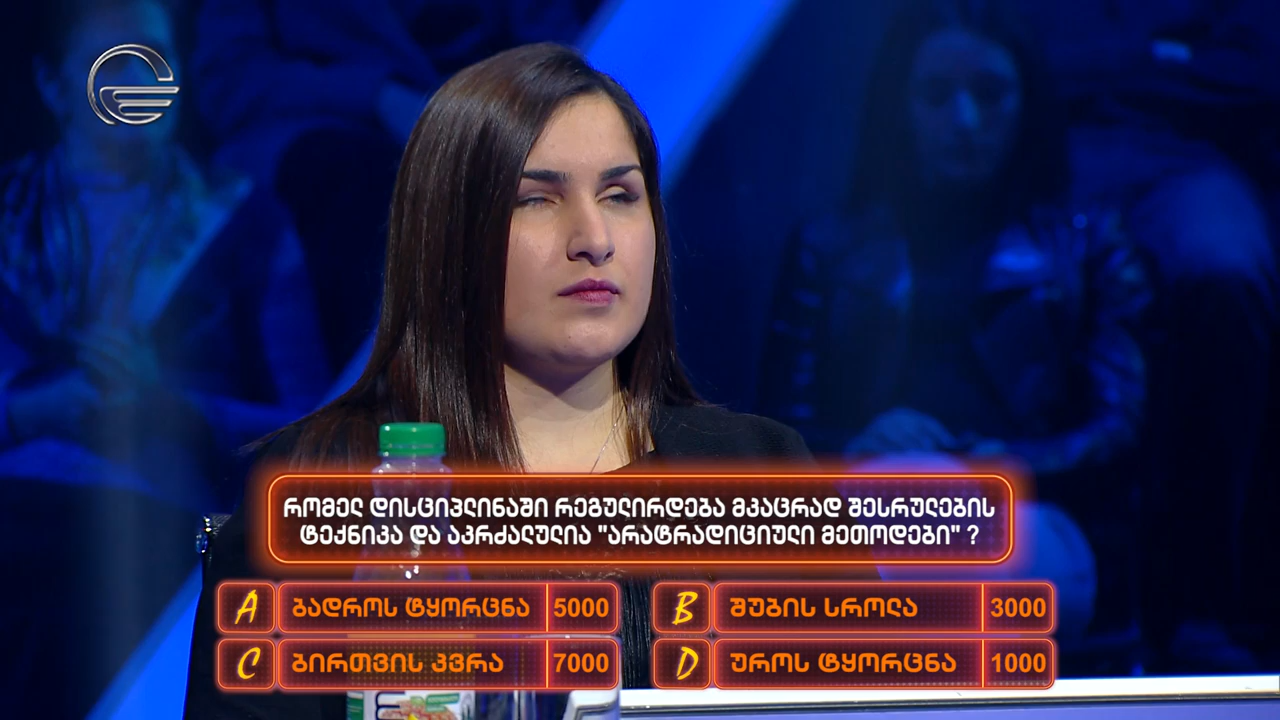 რომელ დისციპლინაში რეგულირდება მკაცრად შესრულების
ტექნიკა და აკრძალულია "არატრადიციული მეთოდები" ?
A ბადროს ტყორცნა 5000
B შუბის სროლა 3000
C ბირთვის კვრა 7000
D უროს ტყორცნა 1000